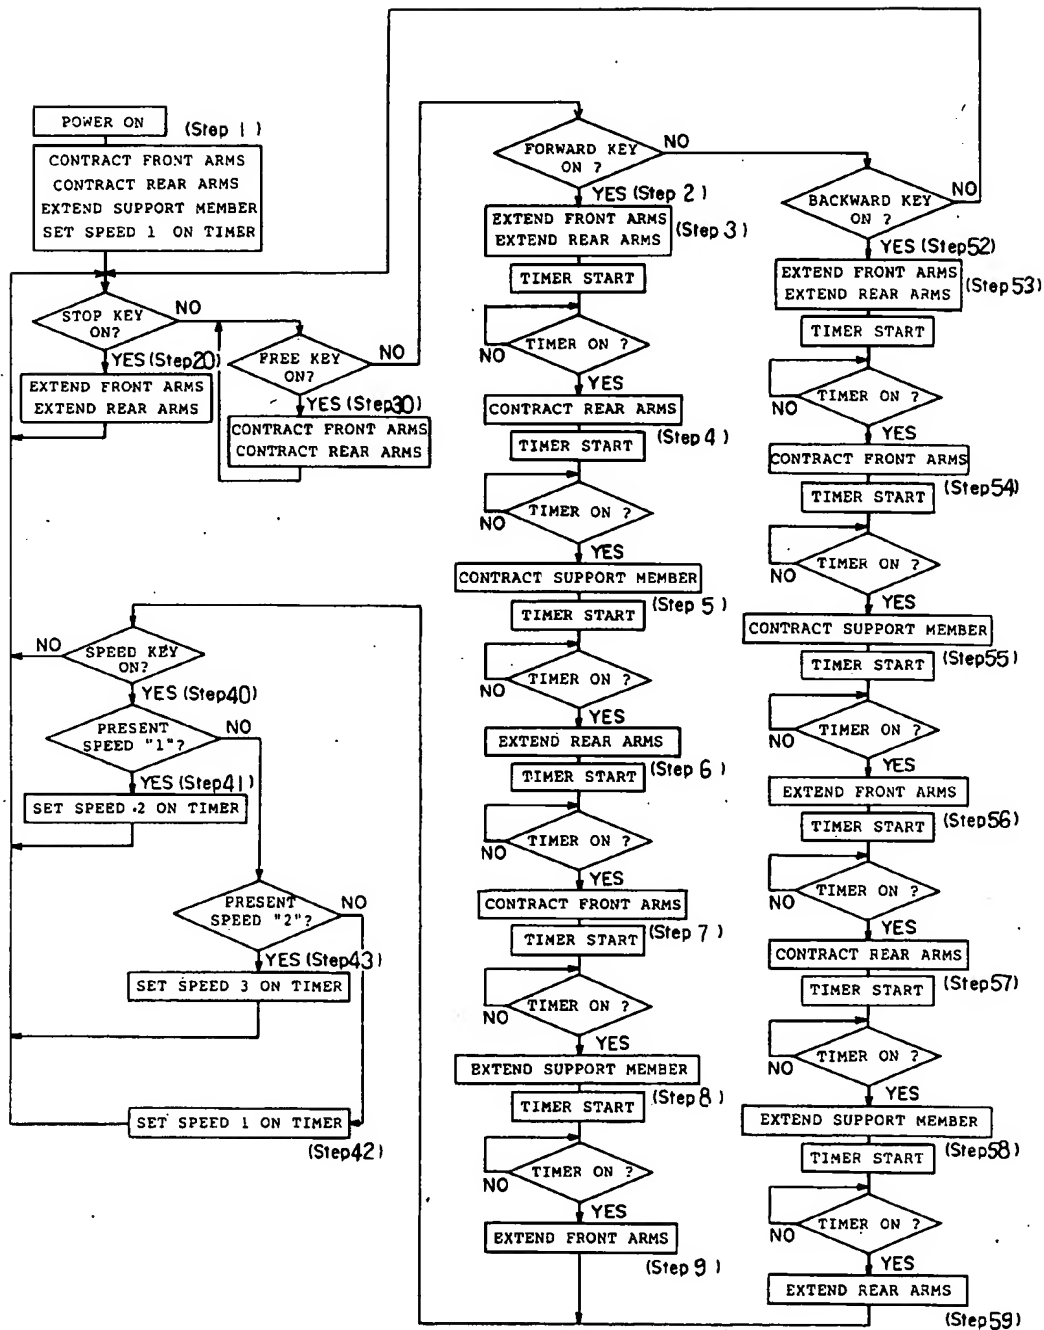 POWER ON
(Step 1)
CONTRACT FRONT ARMS
CONTRACT REAR ARMS
EXTEND SUPPORT MEMBER
SET SPEED 1 ON TIMER
STOP KEY
ON?
NO
YES (Step20)
EXTEND FRONT ARMS
EXTEND REAR ARMS
FREE KEY
ON?
NO
YES (Step30)
CONTRACT FRONT ARMS
CONTRACT REAR ARMS
SPEED KEY
ON?
NO
YES (Step40)
PRESENT
SPEED "1"?
NO
YES (Step41)
SET SPEED 2 ON TIMER
PRESENT
SPEED "2"?
NO
YES (Step43)
SET SPEED 3 ON TIMER
SET SPEED 1 ON TIMER
(Step42)
FORWARD KEY
ON ?
NO
YES (Step 2)
EXTEND FRONT ARMS
EXTEND REAR ARMS
(Step 3)
TIMER START
TIMER ON ?
NO
YES
CONTRACT REAR ARMS
(Step 4)
TIMER START
TIMER ON ?
NO
YES
CONTRACT SUPPORT MEMBER
(Step 5)
TIMER START
TIMER ON ?
NO
YES
EXTEND REAR ARMS
(Step 6)
TIMER START
TIMER ON ?
NO
YES
CONTRACT FRONT ARMS
(Step 7)
TIMER START
TIMER ON ?
NO
YES
EXTEND SUPPORT MEMBER
(Step 8)
TIMER START
TIMER ON ?
NO
YES
EXTEND FRONT ARMS
(Step 9)
BACKWARD KEY
ON ?
NO
YES (Step52)
EXTEND FRONT ARMS
EXTEND REAR ARMS
(Step53)
TIMER START
TIMER ON ?
NO
YES
CONTRACT FRONT ARMS
(Step54)
TIMER START
TIMER ON ?
NO
YES
CONTRACT SUPPORT MEMBER
(Step55)
TIMER START
TIMER ON ?
NO
YES
EXTEND FRONT ARMS
(Step56)
TIMER START
TIMER ON ?
NO
YES
CONTRACT REAR ARMS
(Step57)
TIMER START
TIMER ON ?
NO
YES
EXTEND SUPPORT MEMBER
(Step58)
TIMER START
TIMER ON ?
NO
YES
EXTEND REAR ARMS
(Step59)